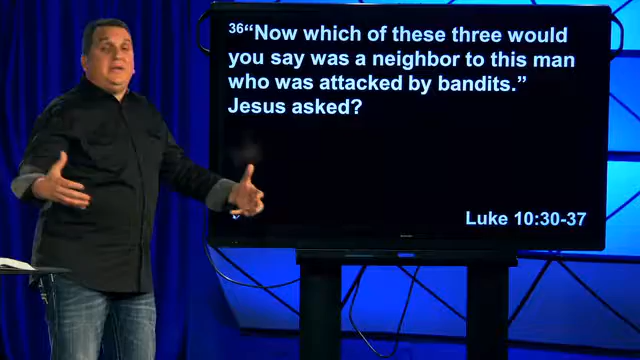 36“Now which of these three would
you say was a neighbor to this man
who was attacked by bandits.”
Jesus asked?
Luke 10:30-37